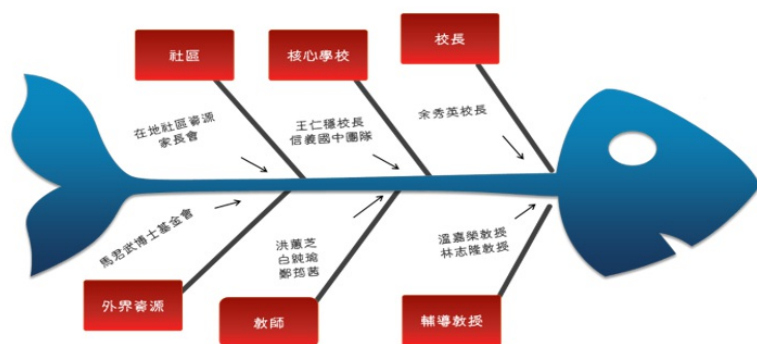 社區
核心學校
校長
在地社區資源
家長會
王仁穩校長
信義國中團隊
余秀英校長
馬君武博士基金會
洪蕙芝
白鎲瑜
鄭筠茜
溫嘉榮教授
林志隆教授
外界資源
教師
輔導教授